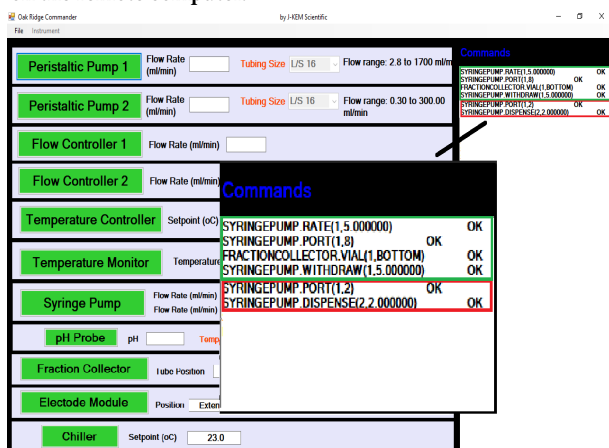 Oak Ridge Commander by J-KEM Scientific
File Instrument
Peristaltic Pump 1 Flow Rate (ml/min) Tubing Size L/S 16 Flow range: 2.8 to 1700 ml/m
Peristaltic Pump 2 Flow Rate (ml/min) Tubing Size L/S 16 Flow range: 0.30 to 300.00 ml/min
Flow Controller 1 Flow Rate (ml/min)
Flow Controller 2 Flow Rate (ml/min)
Temperature Controller Setpoint (oC)
Temperature Monitor Temperature
Syringe Pump Flow Rate (ml/min)
Flow Rate (ml/min)
pH Probe pH Temp
Fraction Collector Tube Position
Electode Module Position Exten
Chiller Setpoint (oC) 23.0
Commands
SYRINGEPUMP.RATE(1,5.000000) OK
SYRINGEPUMP.PORT(1,8) OK
FRACTIONCOLLECTOR.VIAL(1,BOTTOM) OK
SYRINGEPUMP.WITHDRAW(1,5.000000) OK
SYRINGEPUMP.PORT(1,2) OK
SYRINGEPUMP.DISPENSE(2,2.000000) OK
Commands
SYRINGEPUMP.RATE(1,5.000000) OK
SYRINGEPUMP.PORT(1,8) OK
FRACTIONCOLLECTOR.VIAL(1,BOTTOM) OK
SYRINGEPUMP.WITHDRAW(1,5.000000) OK
SYRINGEPUMP.PORT(1,2) OK
SYRINGEPUMP.DISPENSE(2,2.000000) OK